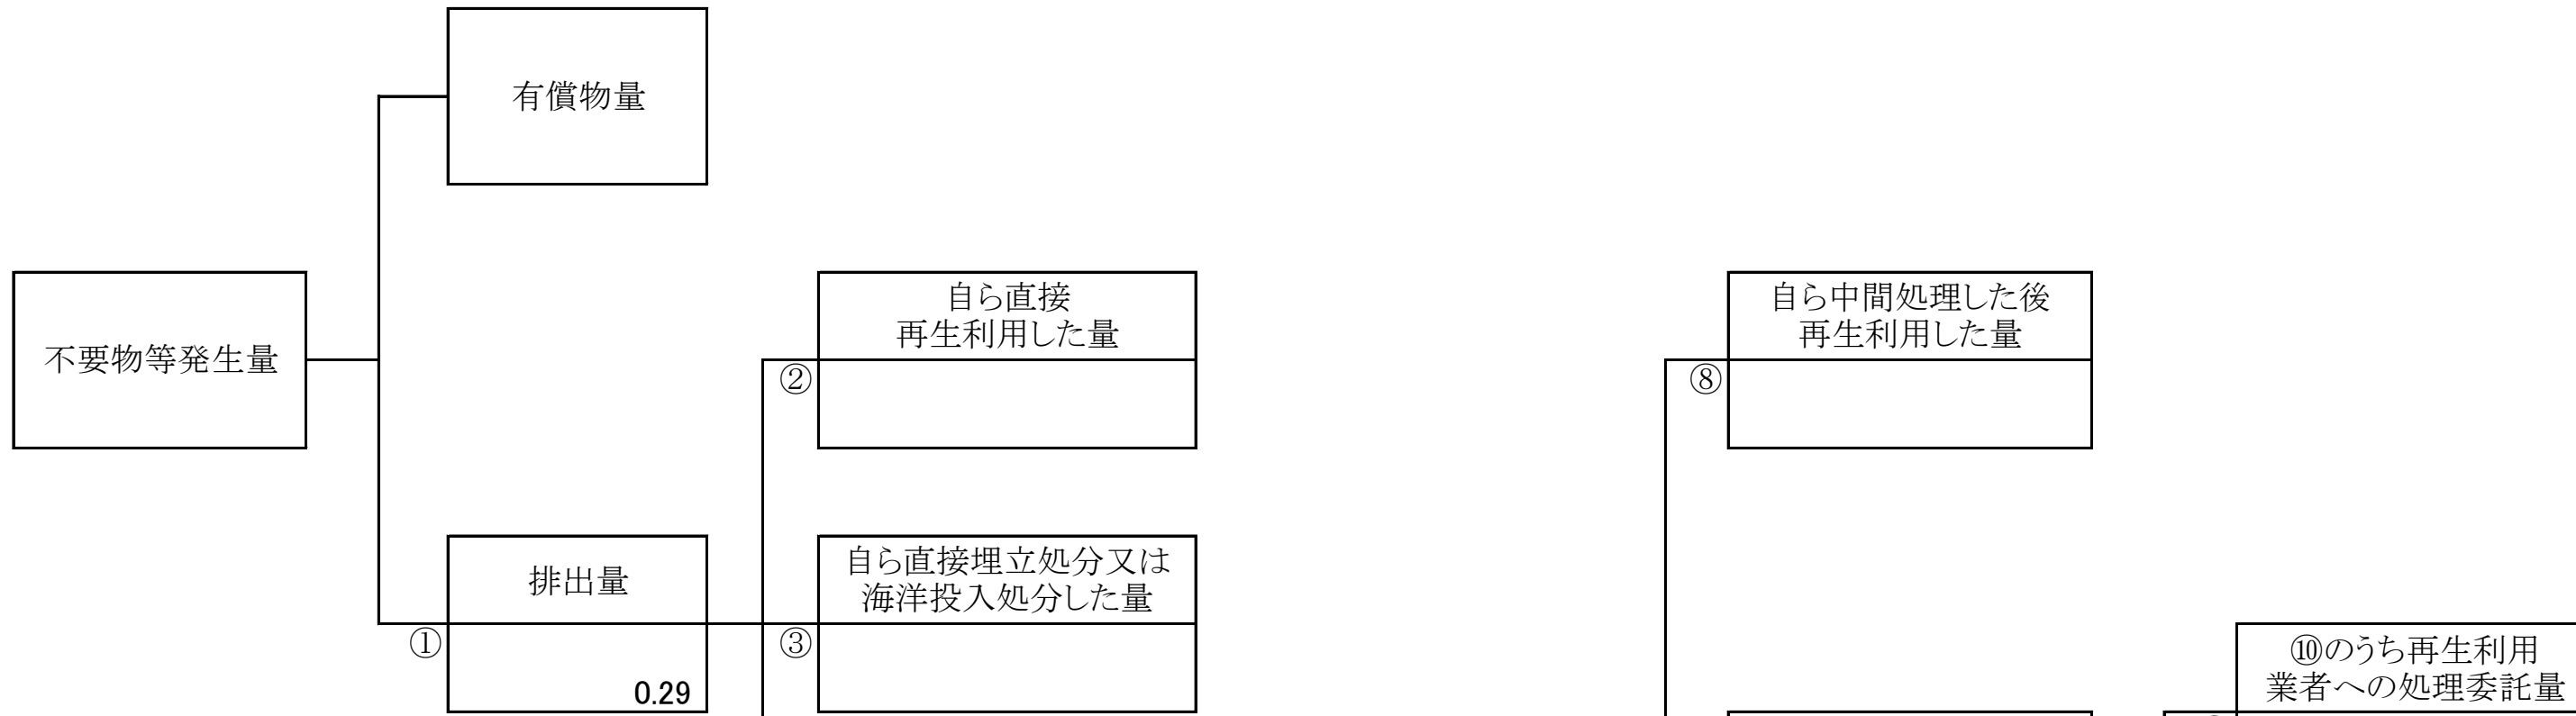 有償物量
不要物等発生量
自ら直接
再生利用した量
②
自ら中間処理した後
再生利用した量
⑧
排出量
①
0.29
自ら直接埋立処分又は
海洋投入処分した量
③
⑩のうち再生利用
業者への処理委託量